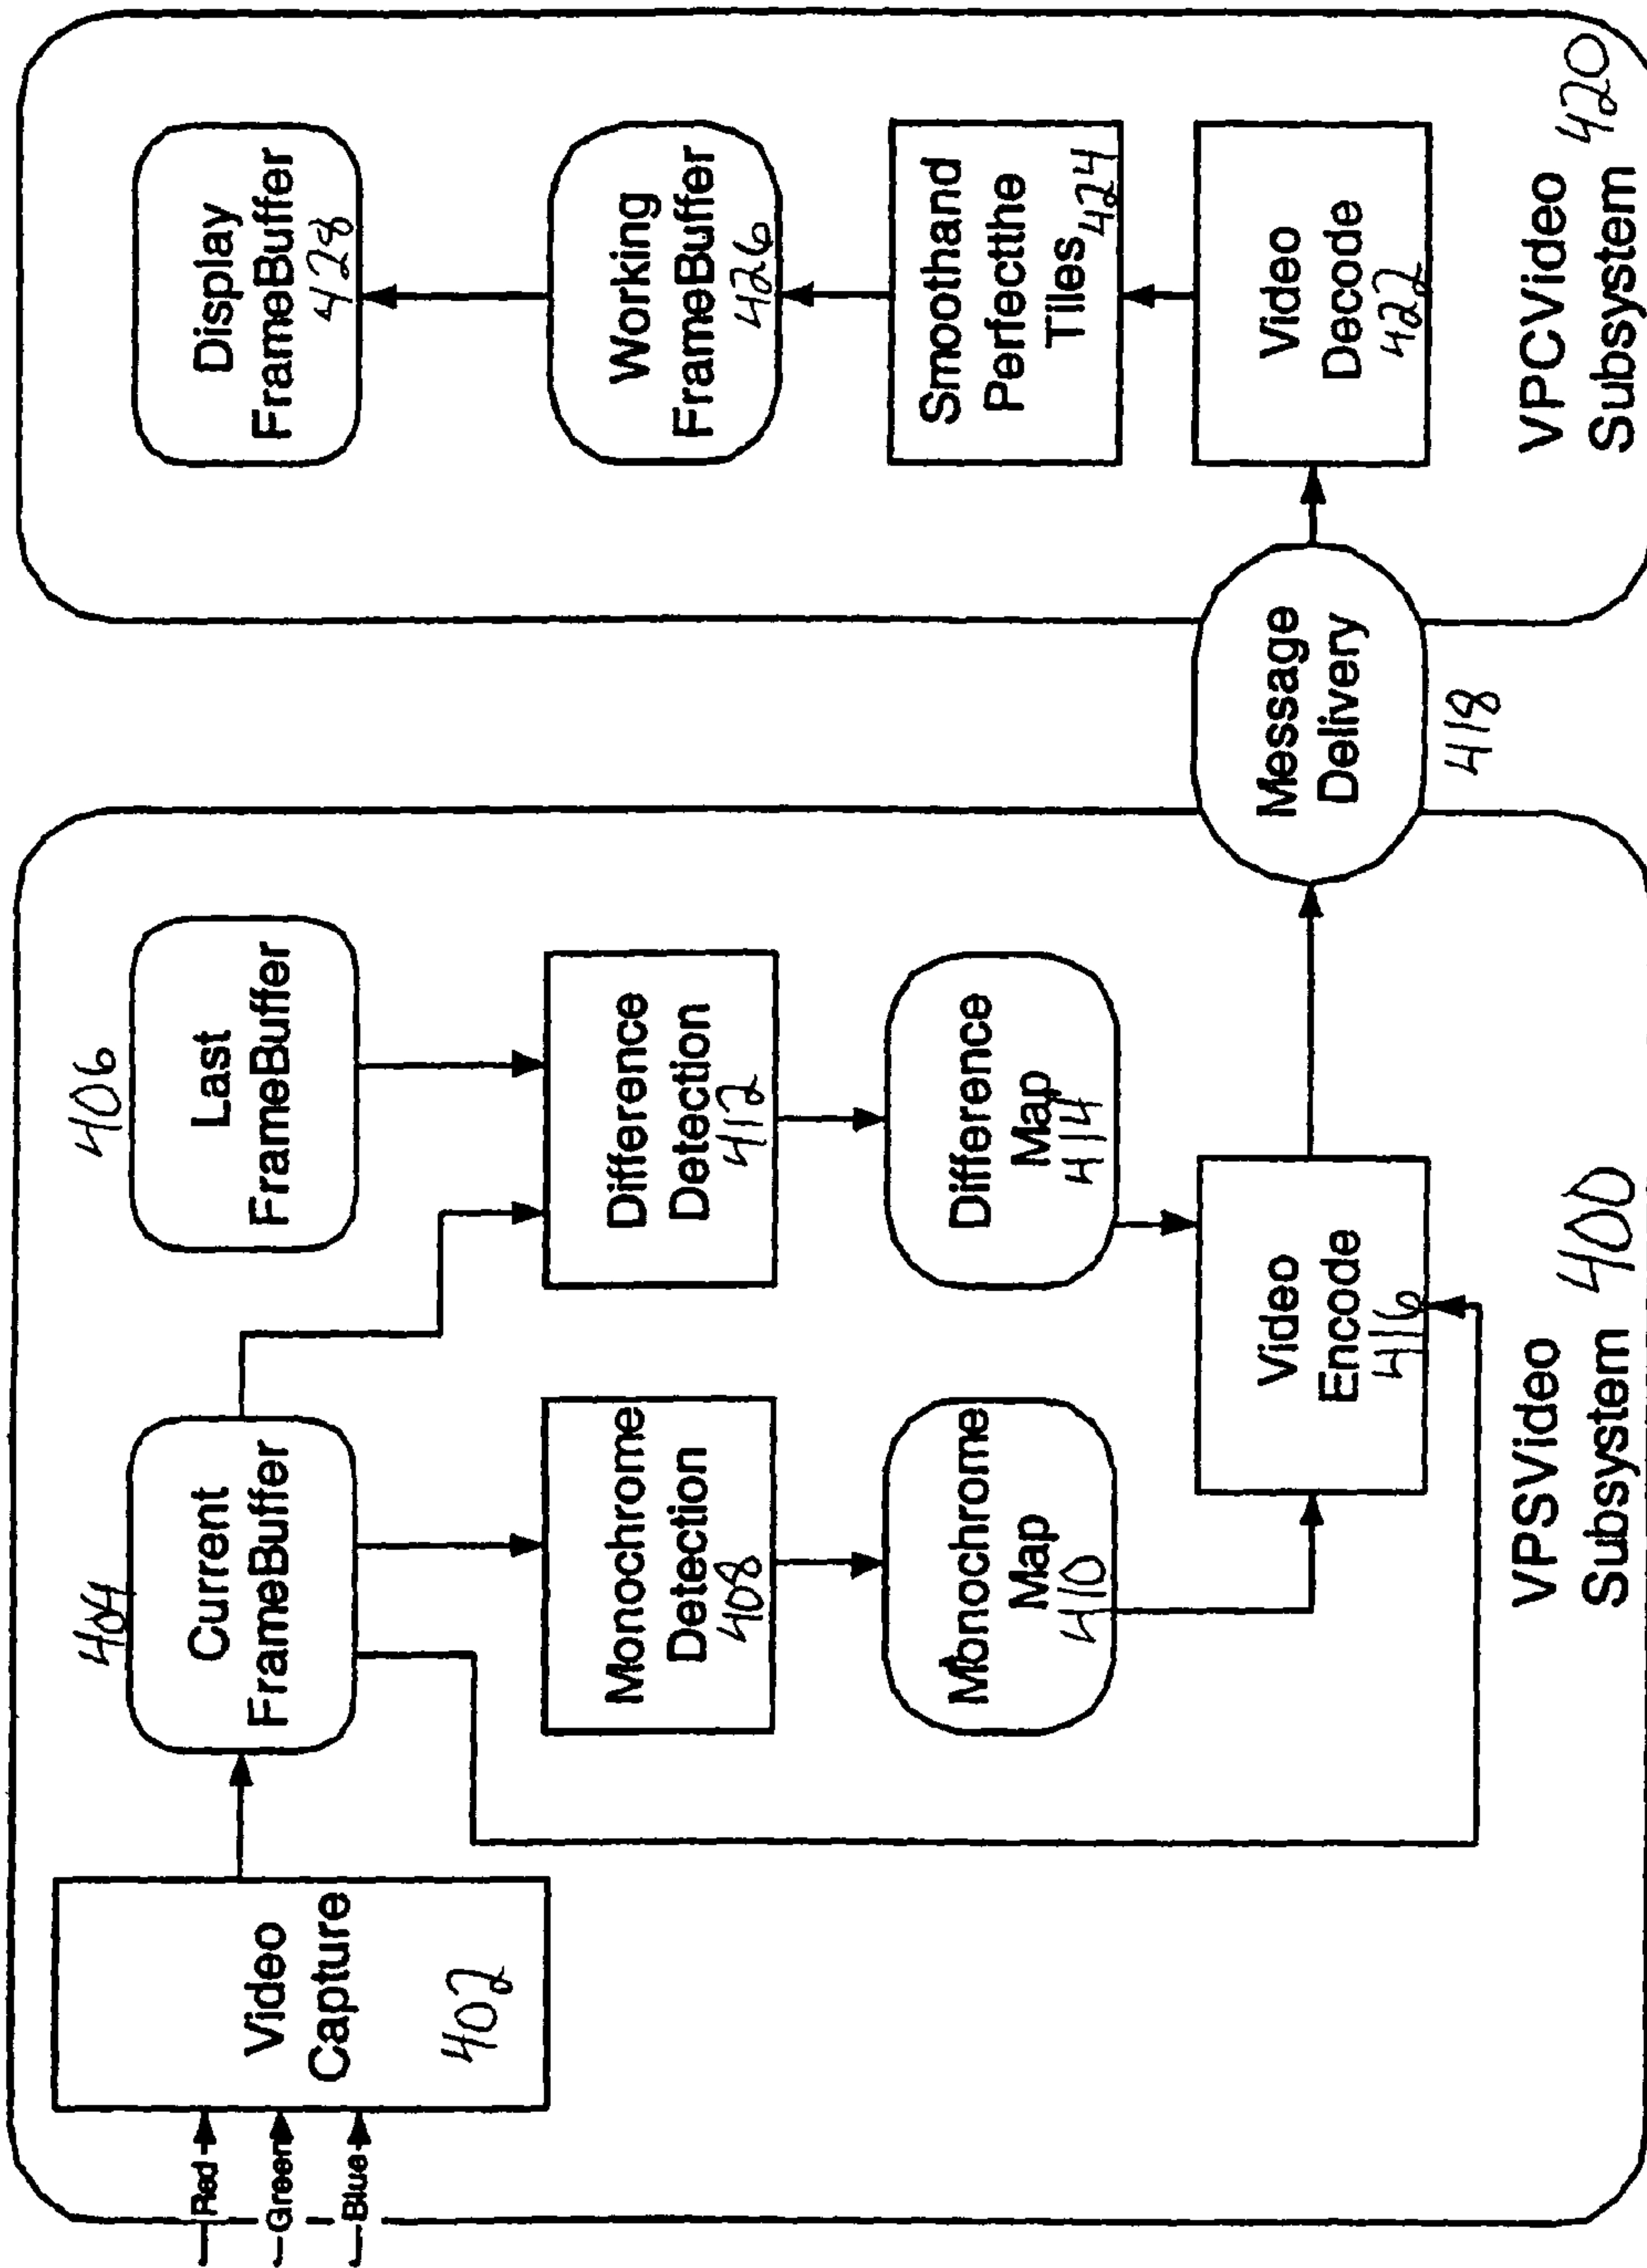 Red
Green
Blue
Video
Capture
402
404
Current
FrameBuffer
406
Last
FrameBuffer
Monochrome
Detection
408
Difference
Detection
412
Monochrome
Map
410
Difference
Map
414
Video
Encode
416
VPSVideo
Subsystem 400
Message
Delivery
418
Display
FrameBuffer
428
Working
FrameBuffer
426
Smoothand
Perfectthe
Tiles 424
Video
Decode
422
VPCVideo
Subsystem 420